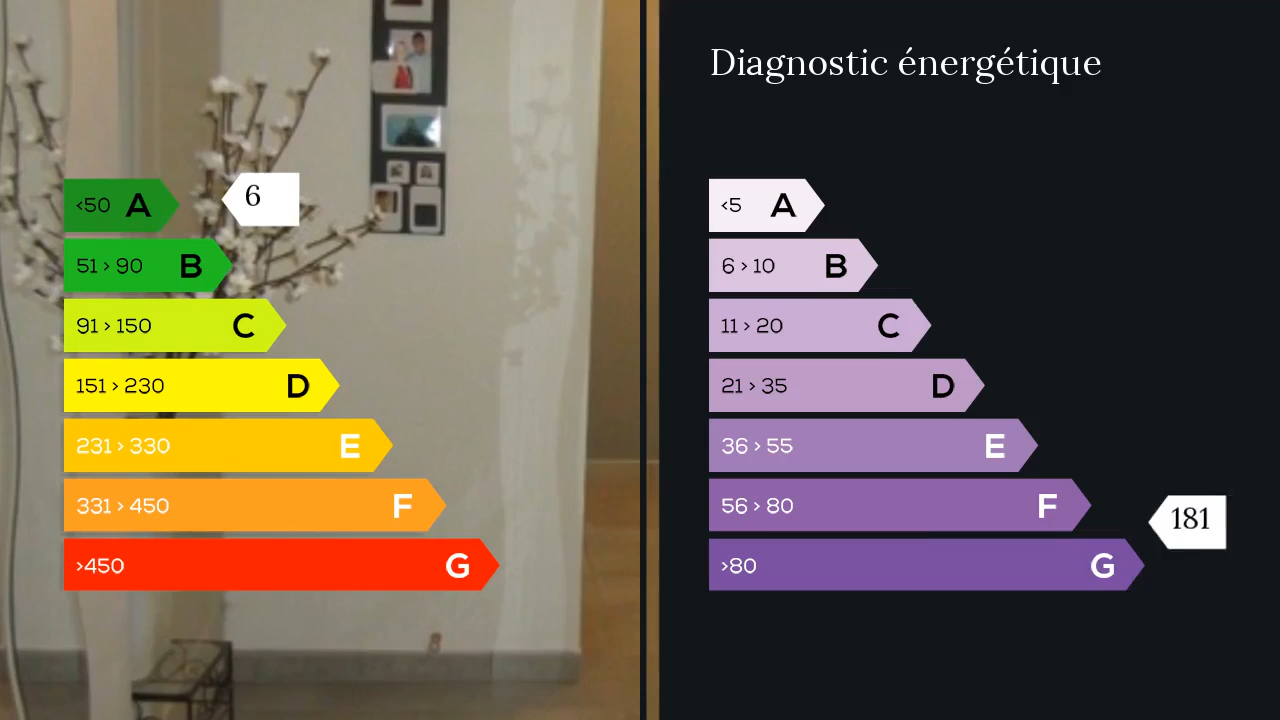 Diagnostic énergétique
<50 A
6
51 > 90 B
91 > 150 C
151 > 230 D
231 > 330 E
331 > 450 F
>450 G
<5 A
6 > 10 B
11 > 20 C
21 > 35 D
36 > 55 E
56 > 80 F
181
>80 G